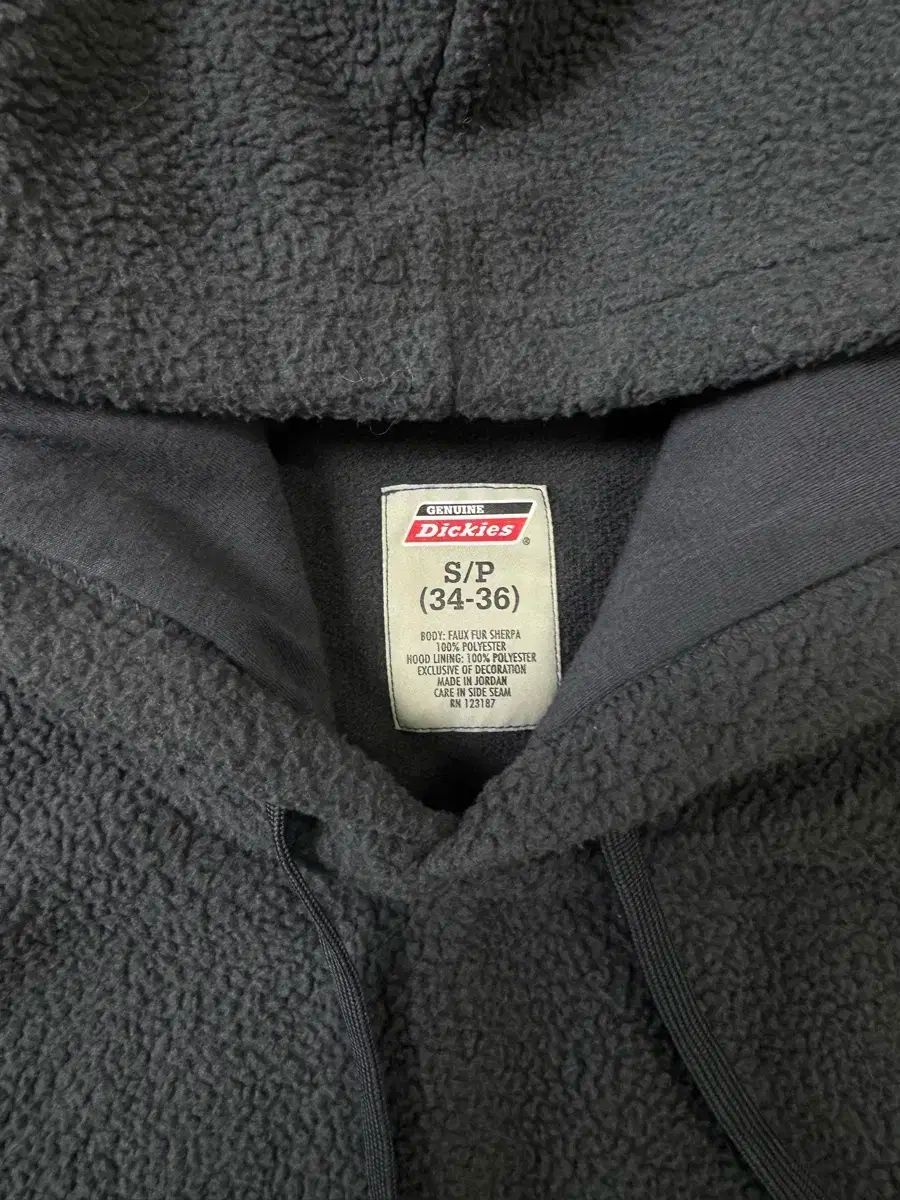 GENUINE
Dickies®
S/P
(34-36)
BODY: FAUX FUR SHERPA
100% POLYESTER
HOOD LINING: 100% POLYESTER
EXCLUSIVE OF DECORATION
MADE IN JORDAN
CARE IN SIDE SEAM
RN 123187